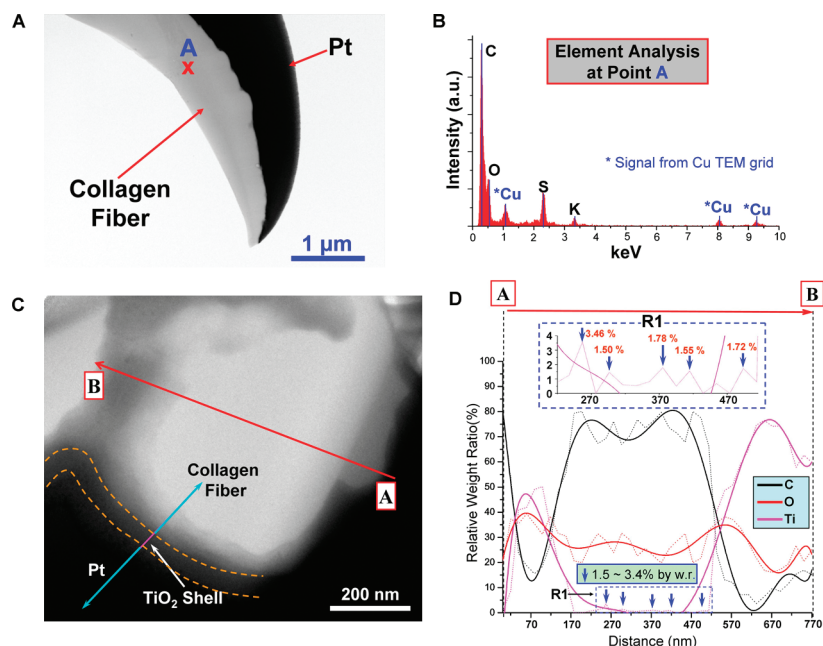 A
A
x
Pt
Collagen
Fiber
1 µm
B
C
Element Analysis
at Point A
Intensity (a.u.)
O
*Cu
S
K
* Signal from Cu TEM grid
*Cu
*Cu
0 1 2 3 4 5 6 7 8 9 10
keV
C
B
A
Collagen
Fiber
Pt
TiO2 Shell
200 nm
D
A
B
R1
3.46 %
1.50 %
1.78 %
1.55 %
1.72 %
4
3
2
1
0
270 370 470
Relative Weight Ratio(%)
100
90
80
70
60
50
40
30
20
10
0
C
O
Ti
1.5 ~ 3.4% by w.r.
R1
70 170 270 370 470 570 670 770
Distance (nm)